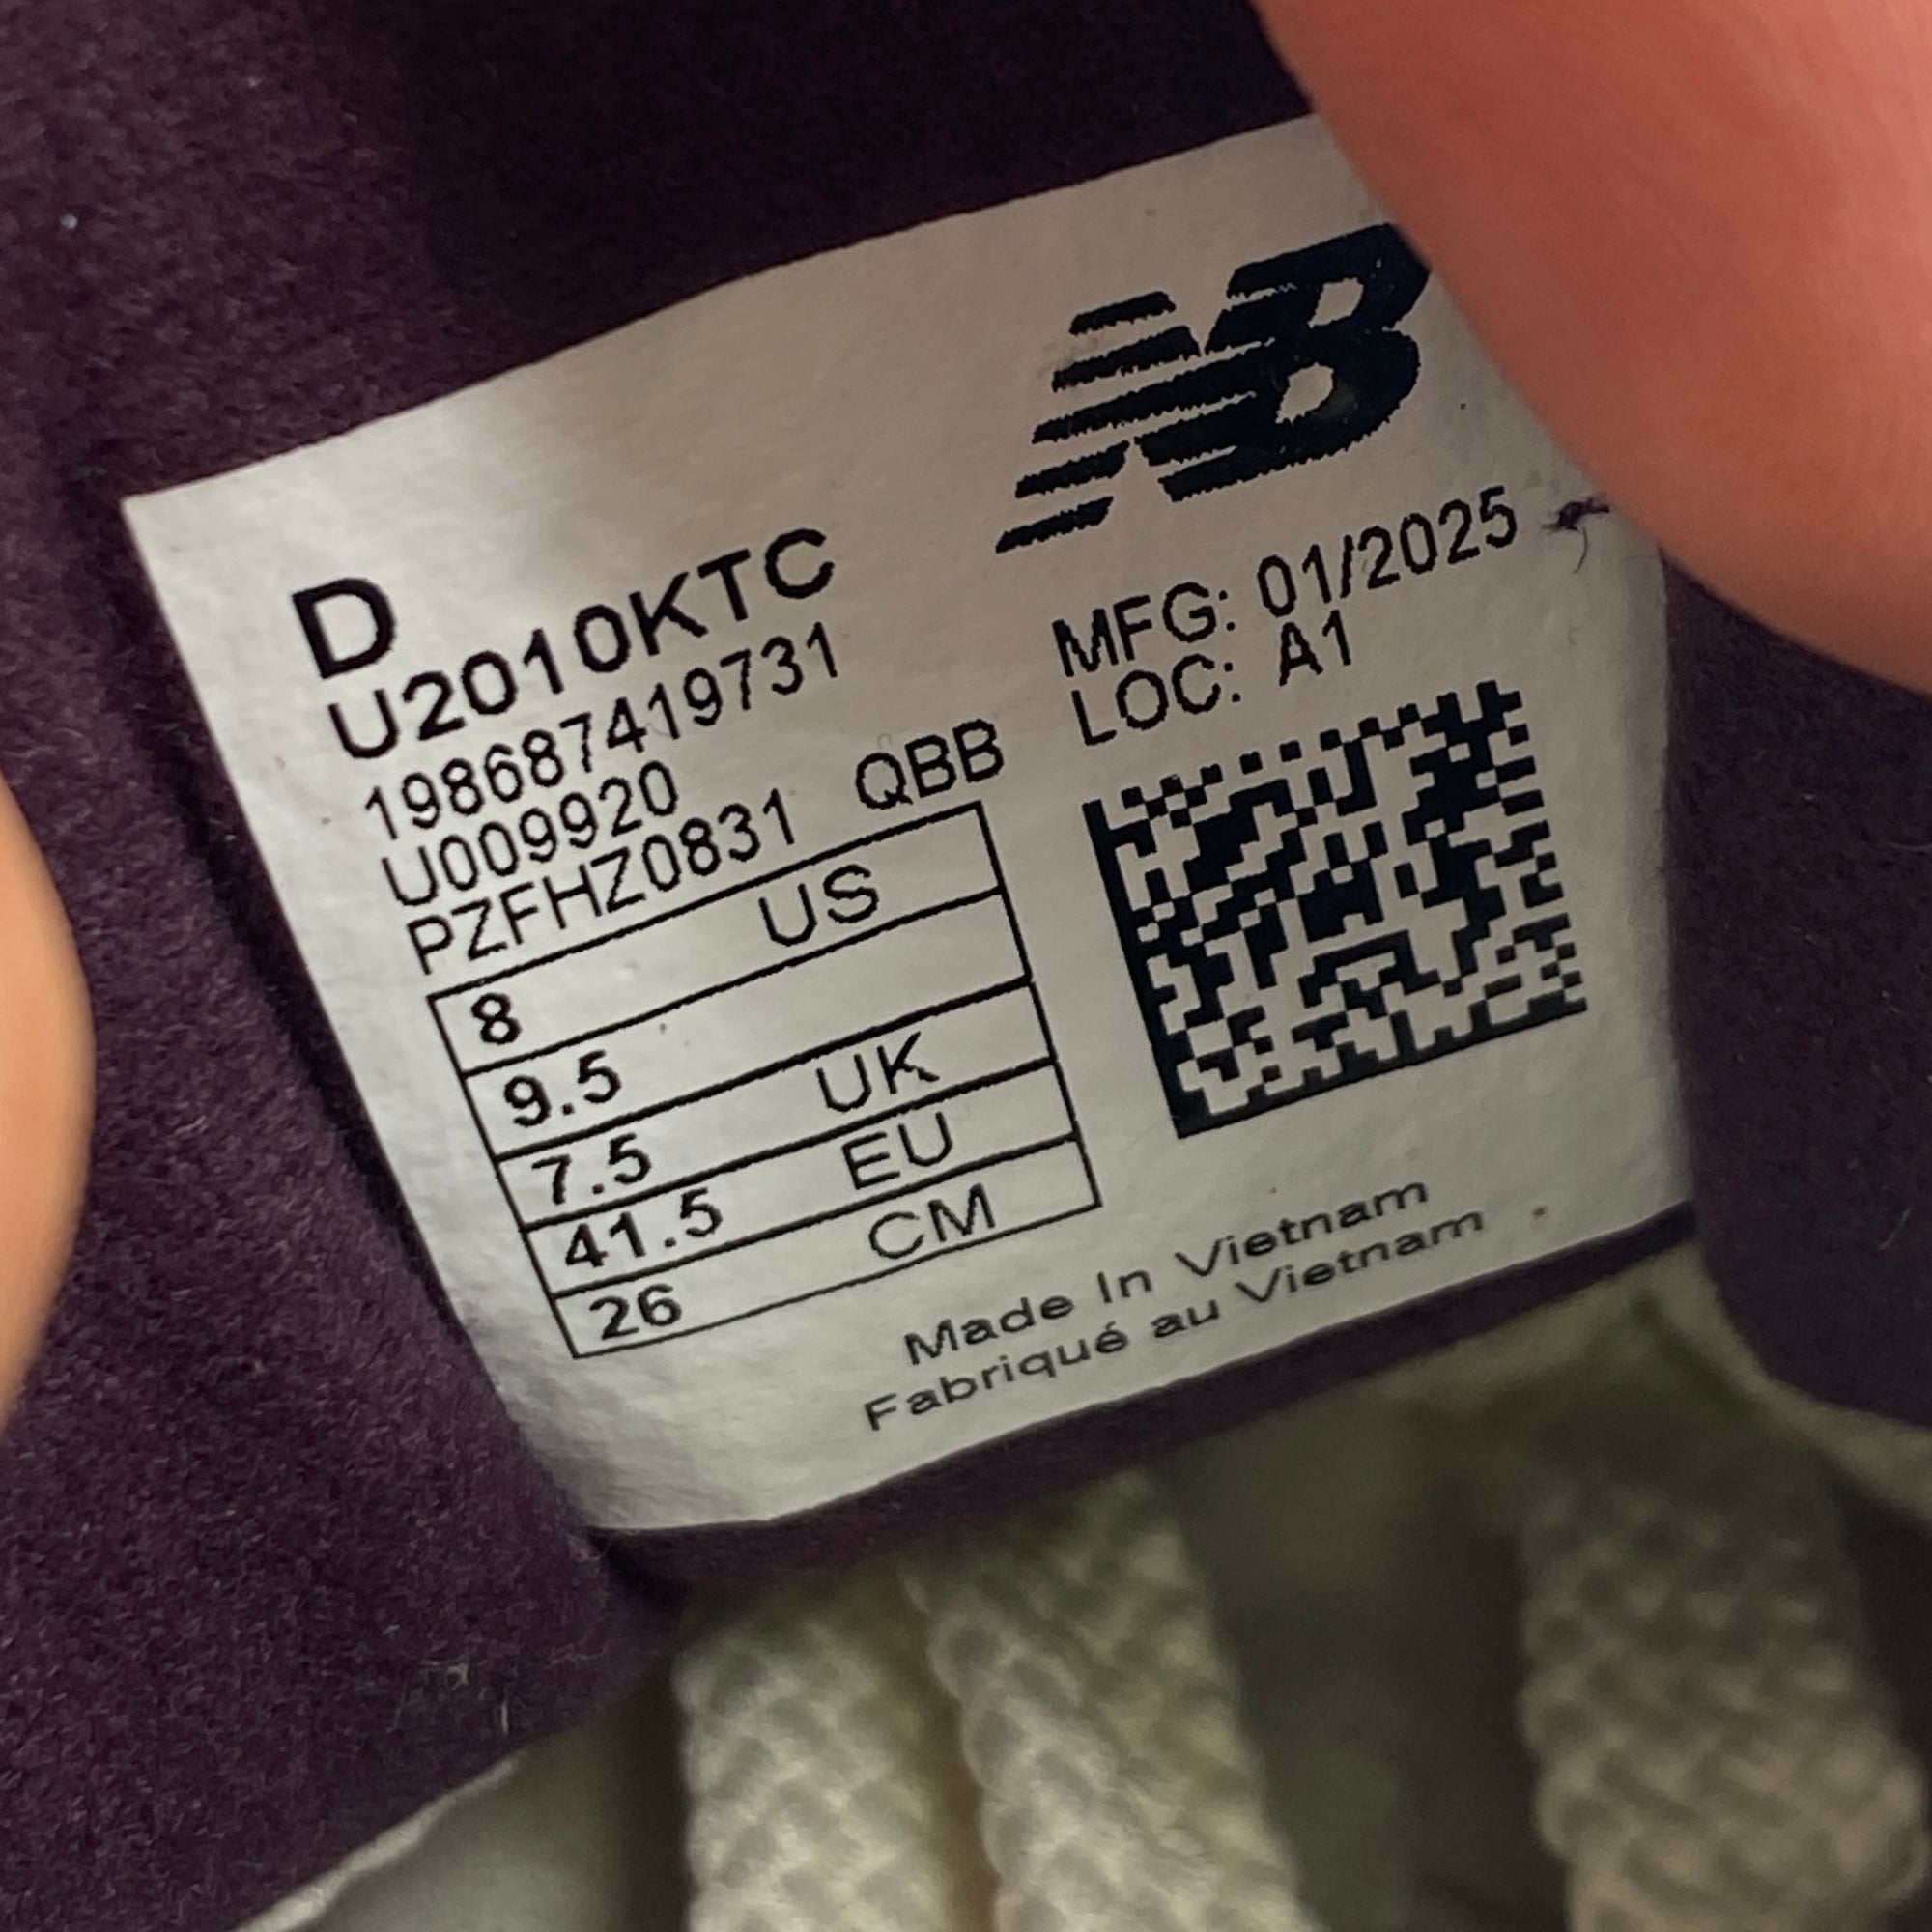 NB
D
U2010KTC
198687419731
U009920
PZFHZ0831 QBB
MFG: 01/2025
LOC: A1
8 US
9.5
7.5 UK
41.5 EU
26 CM
Made In Vietnam
Fabriqué au Vietnam